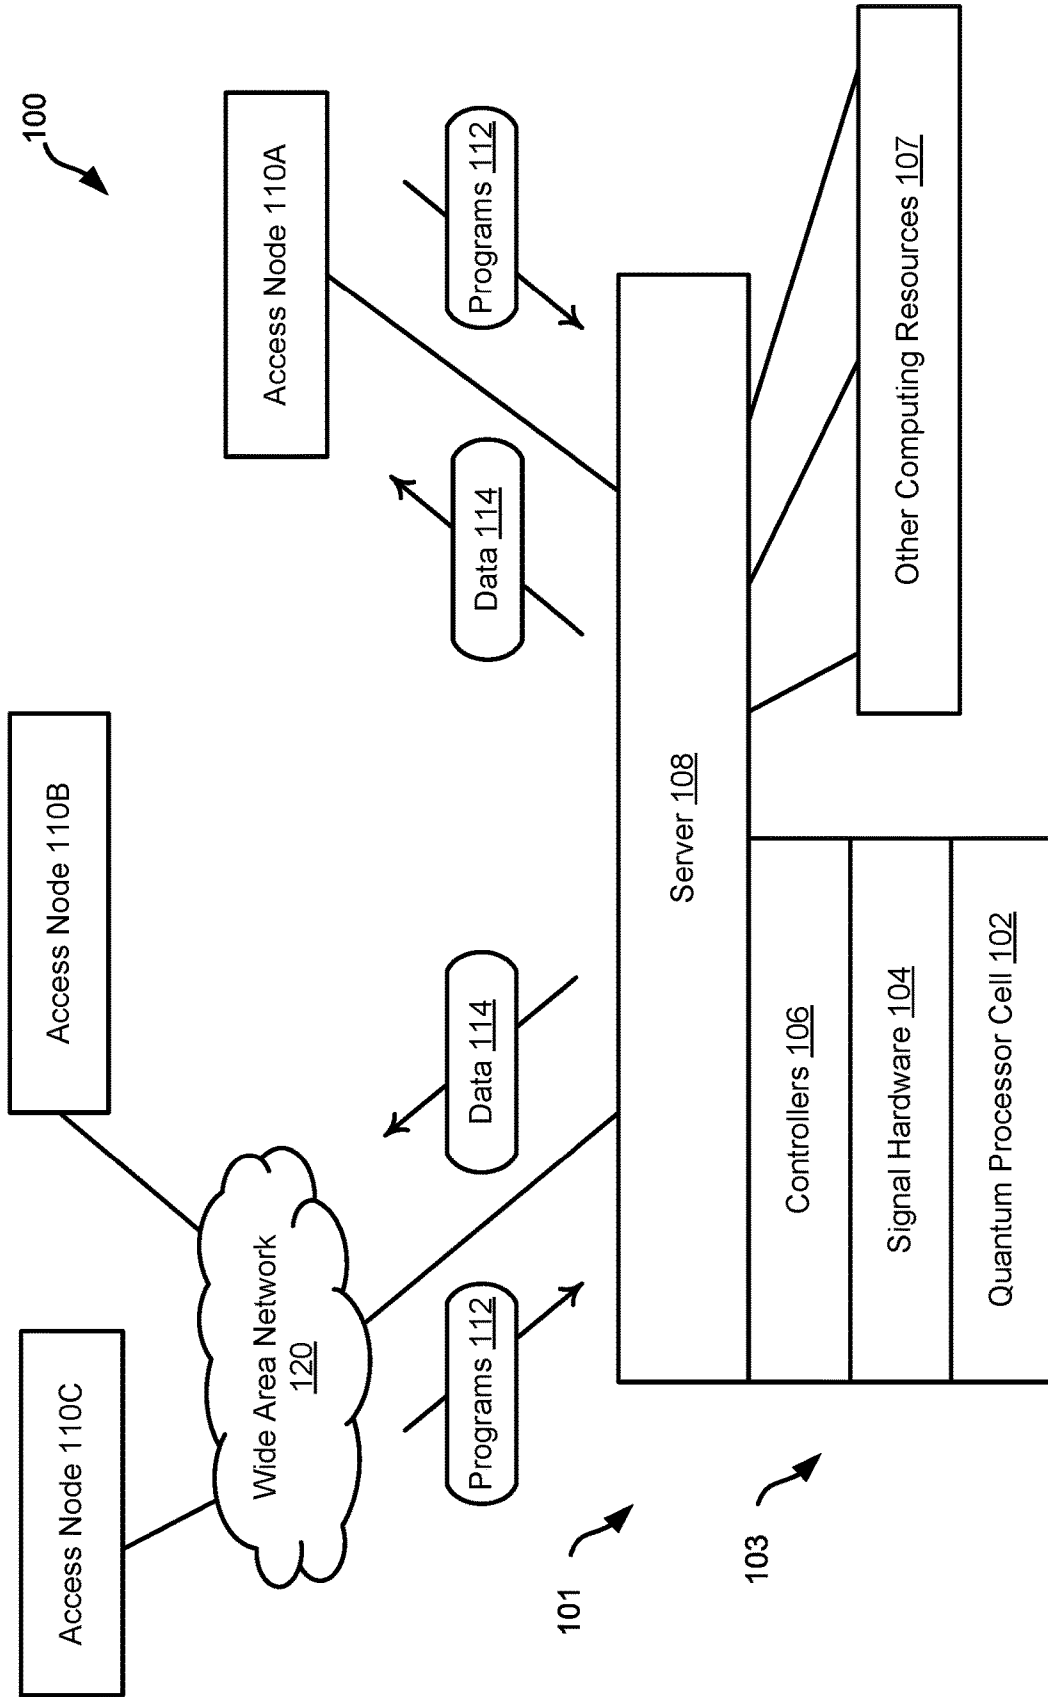 100
Access Node 110C
Access Node 110B
Access Node 110A
Wide Area Network
120
Programs 112
Data 114
Data 114
Programs 112
101
Server 108
103
Controllers 106
Signal Hardware 104
Quantum Processor Cell 102
Other Computing Resources 107